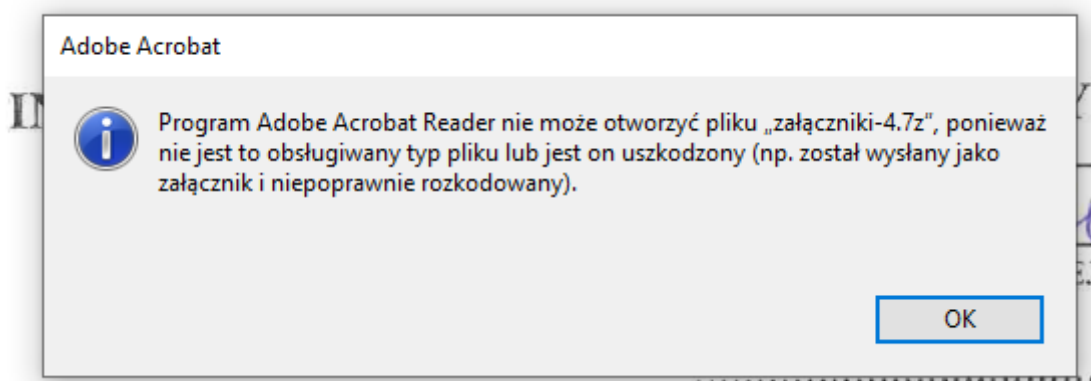 Adobe Acrobat
Program Adobe Acrobat Reader nie może otworzyć pliku „załączniki-4.7z“, ponieważ
nie jest to obsługiwany typ pliku lub jest on uszkodzony (np. został wysłany jako
załącznik i niepoprawnie rozkodowany).
OK